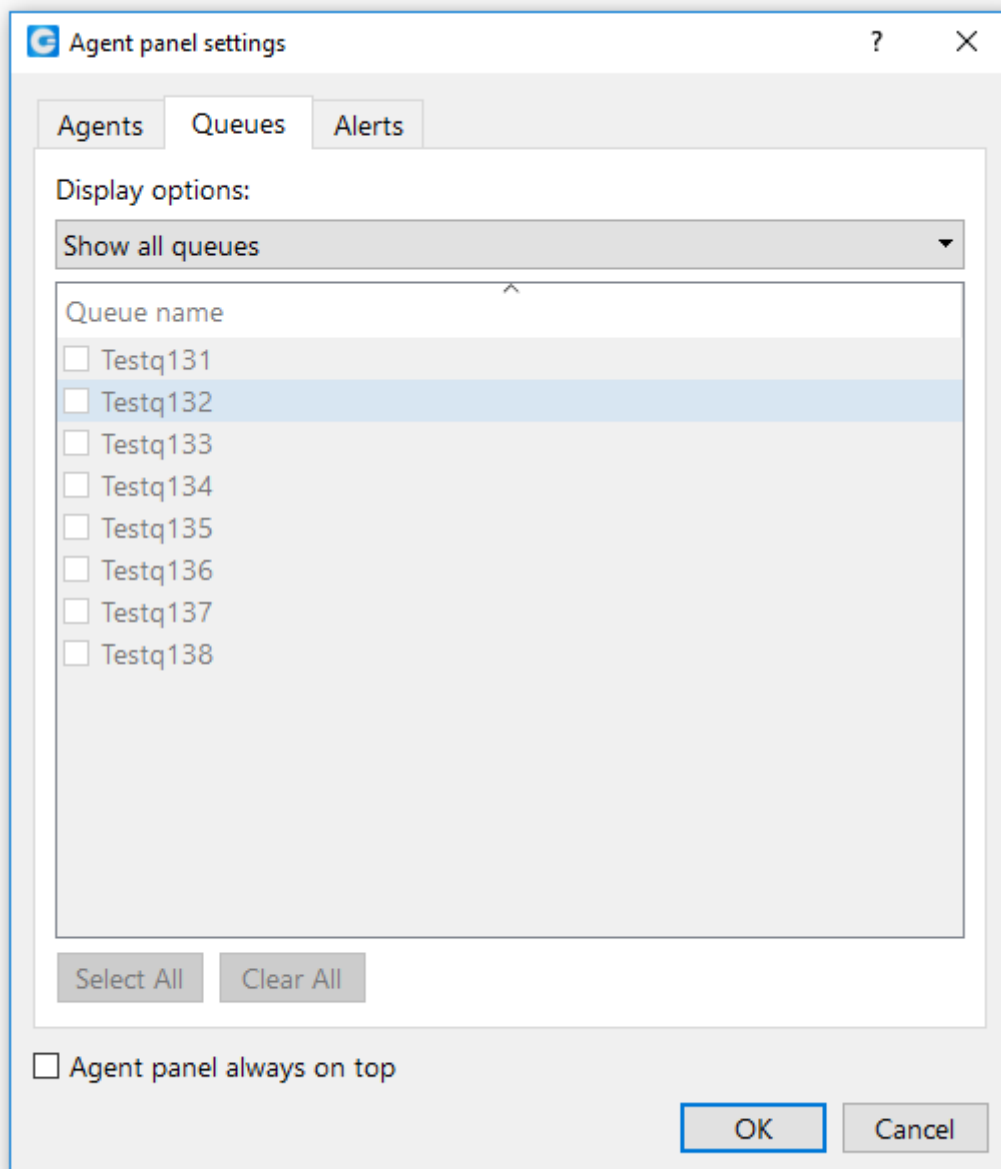 Agent panel settings ?
Agents Queues Alerts
Display options:
Show all queues
Queue name
Testq131
Testq132
Testq133
Testq134
Testq135
Testq136
Testq137
Testq138
Select All Clear All
Agent panel always on top
OK Cancel